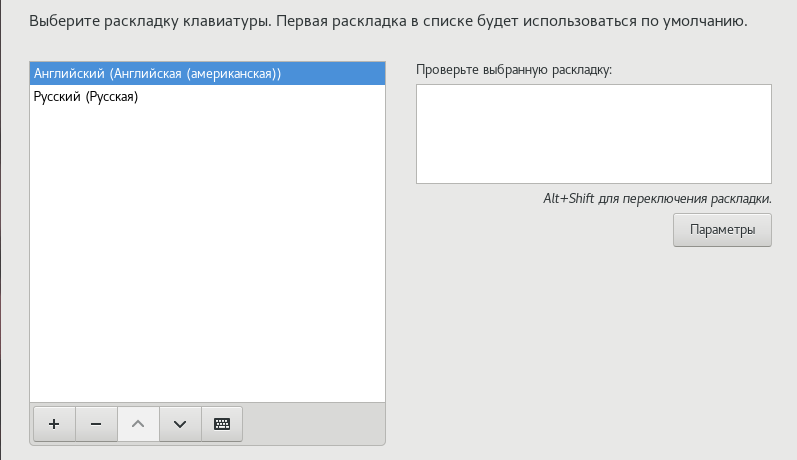 Выберите раскладку клавиатуры. Первая раскладка в списке будет использоваться по умолчанию.
Английский (Английская (американская))
Русский (Русская)
Проверьте выбранную раскладку:
Alt+Shift для переключения раскладки.
Параметры